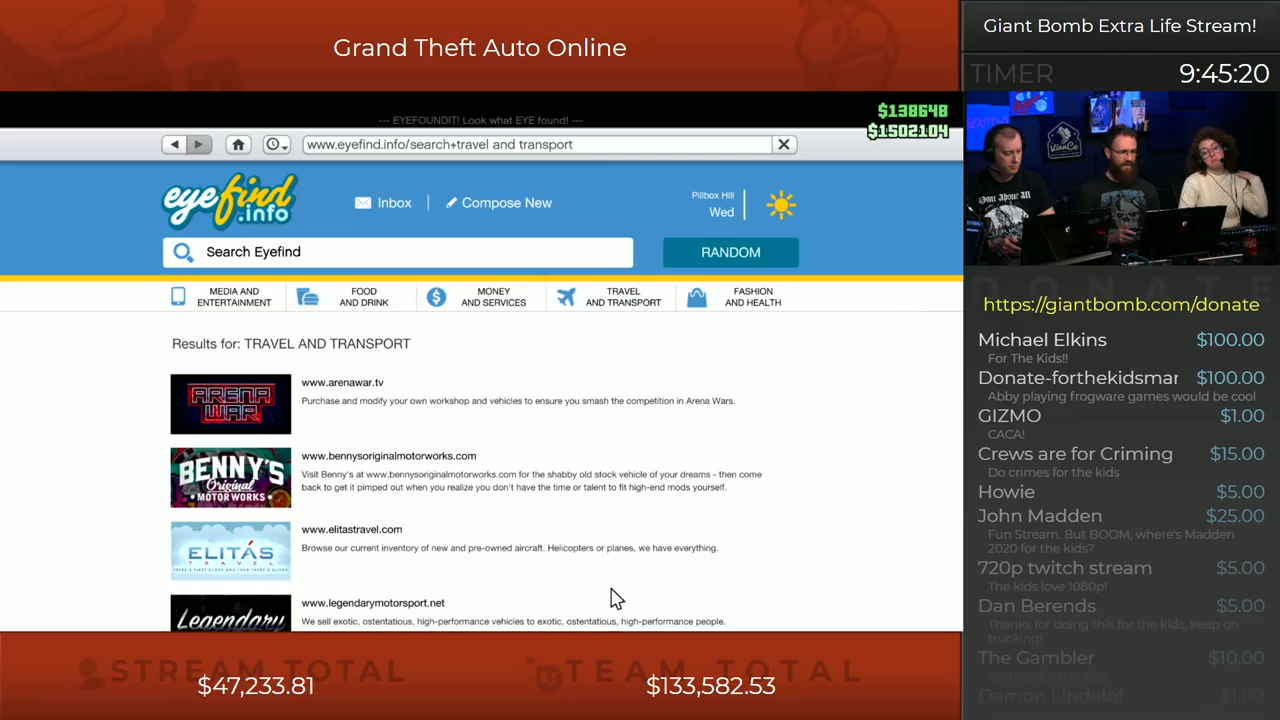 Grand Theft Auto Online
Giant Bomb Extra Life Stream!
TIMER 9:45:20
$138648
$1502104
--- EYEFOUNDIT! Look what EYE found! ---
www.eyefind.info/search+travel and transport
eyefind.info
Inbox
Compose New
Pillbox Hill
Wed
Search Eyefind
RANDOM
MEDIA AND
ENTERTAINMENT
FOOD
AND DRINK
MONEY
AND SERVICES
TRAVEL
AND TRANSPORT
FASHION
AND HEALTH
Results for: TRAVEL AND TRANSPORT
ARENA
WAR
www.arenawar.tv
Purchase and modify your own workshop and vehicles to ensure you smash the competition in Arena Wars.
BENNY'S
Original
MOTOR WORKS
www.bennysoriginalmotorworks.com
Visit Benny's at www.bennysoriginalmotorworks.com for the shabby old stock vehicle of your dreams - then come
back to get it pimped out when you realize you don't have the time or talent to fit high-end mods yourself.
ELITÁS
TRAVEL
THERE'S FIRST CLASS AND THEN THERE'S ELITÁS
www.elitastravel.com
Browse our current inventory of new and pre-owned aircraft. Helicopters or planes, we have everything.
Legendary
www.legendarymotorsport.net
We sell exotic, ostentatious, high-performance vehicles to exotic, ostentatious, high-performance people.
DONATE
https://giantbomb.com/donate
Michael Elkins $100.00
For The Kids!!
Donate-forthekidsmar $100.00
Abby playing frogware games would be cool
GIZMO $1.00
CACA!
Crews are for Criming $15.00
Do crimes for the kids
Howie $5.00
John Madden $25.00
Fun Stream. But BOOM, where's Madden
2020 for the kids?
720p twitch stream $5.00
The kids love 1080p!
Dan Berends $5.00
Thanks for doing this for the kids, keep on
trucking!
The Gambler $10.00
Damon Lindelof $1.00
STREAM TOTAL
$47,233.81
TEAM TOTAL
$133,582.53